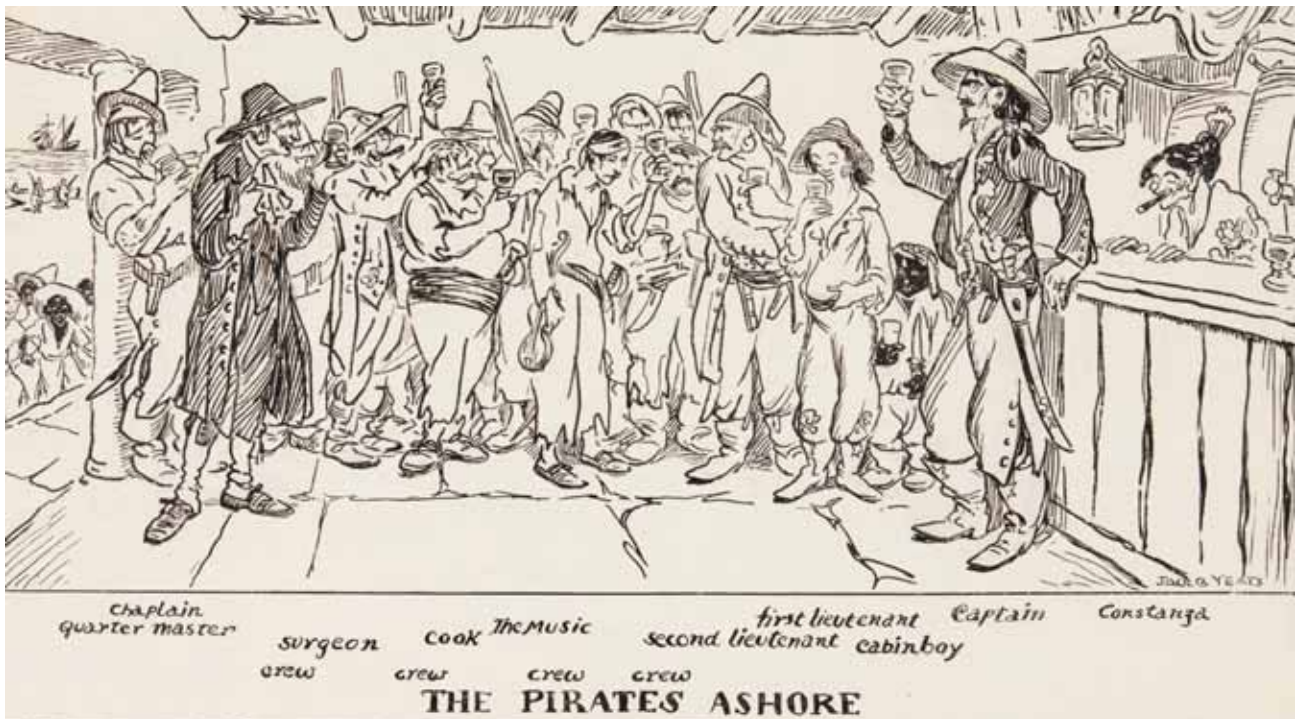 JACK B YEATS
Chaplain
quarter master
surgeon
Cook
The Music
first lieutenant
second lieutenant
cabinboy
Captain
Constanza
crew crew crew crew
THE PIRATES ASHORE